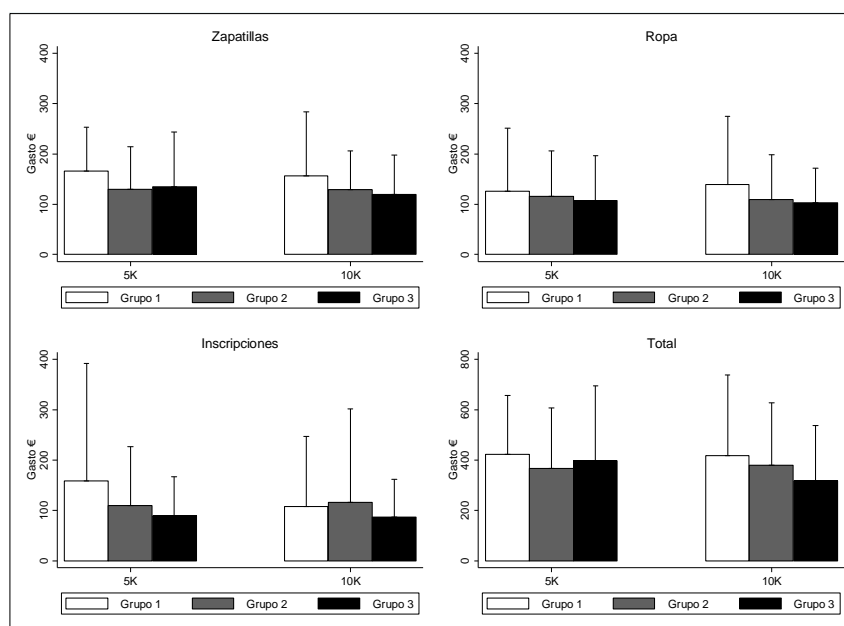 Zapatillas
Gasto €
0
100
200
300
400
5K
10K
Grupo 1
Grupo 2
Grupo 3
Ropa
Gasto €
0
100
200
300
400
5K
10K
Grupo 1
Grupo 2
Grupo 3
Inscripciones
Gasto €
0
100
200
300
400
5K
10K
Grupo 1
Grupo 2
Grupo 3
Total
Gasto €
0
200
400
600
800
5K
10K
Grupo 1
Grupo 2
Grupo 3